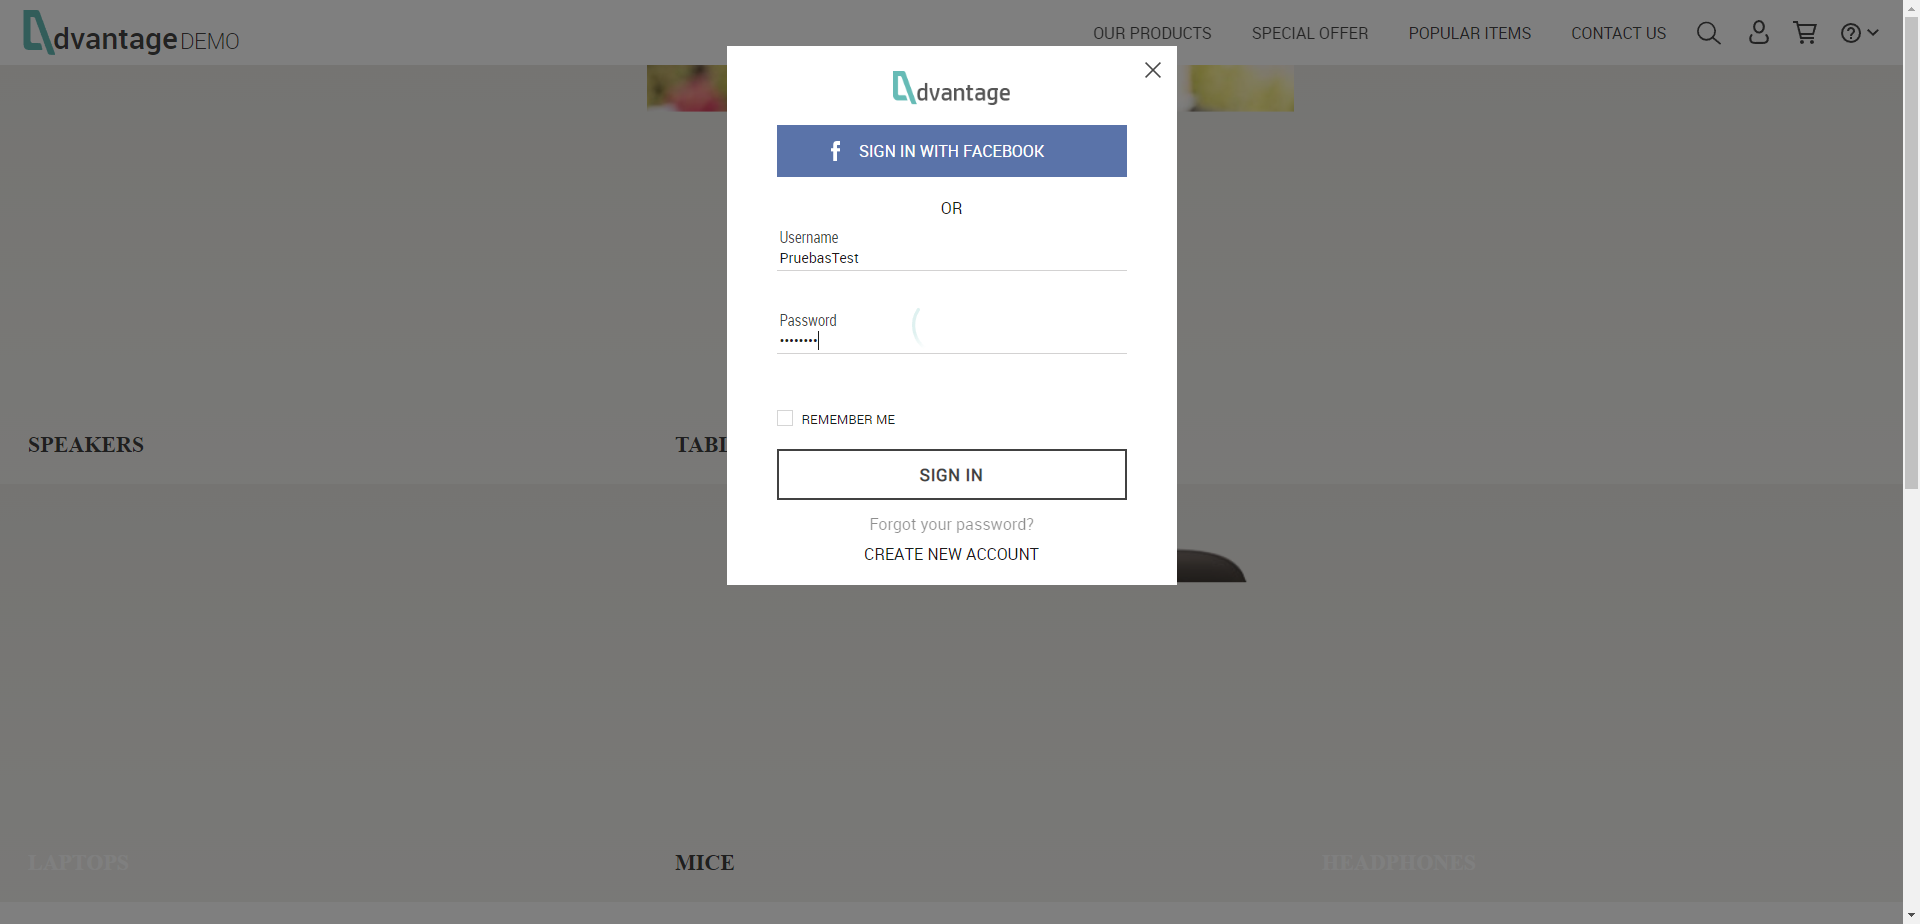 dvantage DEMO
OUR PRODUCTS SPECIAL OFFER POPULAR ITEMS CONTACT US
dvantage
SIGN IN WITH FACEBOOK
OR
Username
PruebasTest
Password
••••••••
REMEMBER ME
SIGN IN
Forgot your password?
CREATE NEW ACCOUNT
SPEAKERS
TABL
LAPTOPS
MICE
HEADPHONES